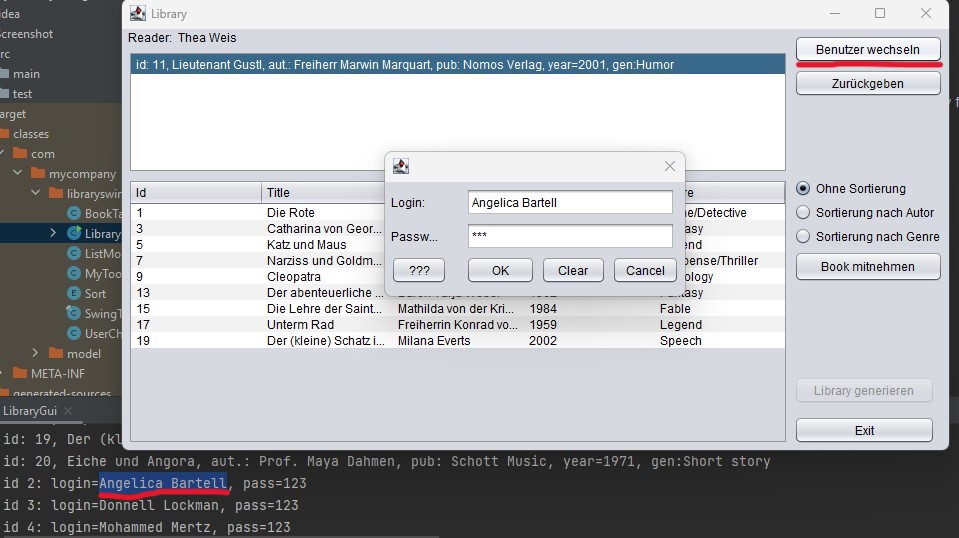 idea
Screenshot
rc
main
test
arget
classes
com
mycompany
libraryswin
BookTa
Library
ListMo
MyToo
Sort
SwingT
UserCh
model
META-INF
generated-sources
Library
Reader: Thea Weis
id: 11, Lieutenant Gustl, aut.: Freiherr Marwin Marquart, pub: Nomos Verlag, year=2001, gen:Humor
Benutzer wechseln
Zurückgeben
Id Title re
1 Die Rote ne/Detective
3 Catharina von Geor... asy
5 Katz und Maus end
7 Narziss und Goldm... pense/Thriller
9 Cleopatra ology
13 Der abenteuerliche ...
15 Die Lehre der Saint... Mathilda von der Kri... 1984 Fable
17 Unterm Rad Freiherrin Konrad vo... 1959 Legend
19 Der (kleine) Schatz i... Milana Everts 2002 Speech
Login: Angelica Bartell
Passw... ***
??? OK Clear Cancel
Ohne Sortierung
Sortierung nach Autor
Sortierung nach Genre
Book mitnehmen
Library generieren
Exit
LibraryGui
id: 19, Der (kl
id: 20, Eiche und Angora, aut.: Prof. Maya Dahmen, pub: Schott Music, year=1971, gen:Short story
id 2: login=Angelica Bartell, pass=123
id 3: login=Donnell Lockman, pass=123
id 4: login=Mohammed Mertz, pass=123